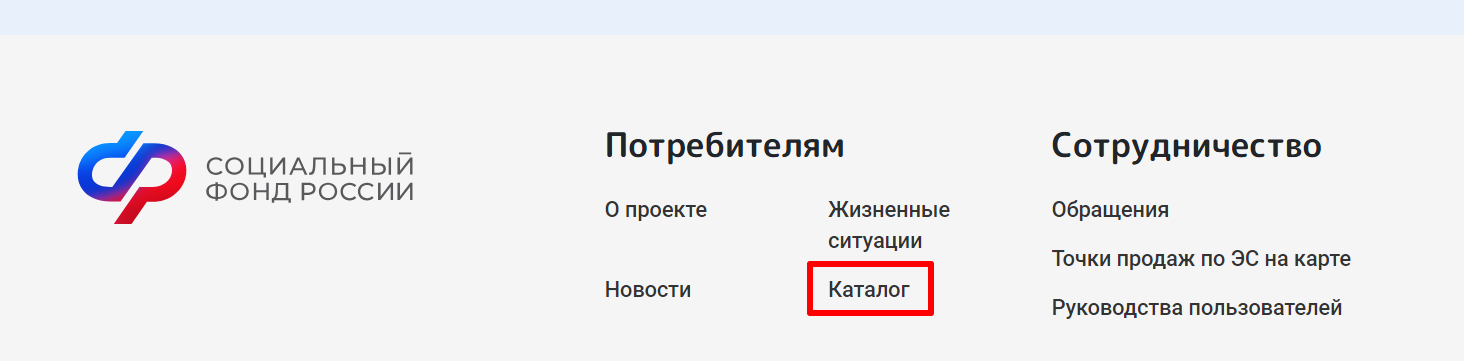 СОЦИАЛЬНЫЙ
ФОНД РОССИИ
Потребителям
О проекте
Жизненные
ситуации
Новости
Каталог
Сотрудничество
Обращения
Точки продаж по ЭС на карте
Руководства пользователей